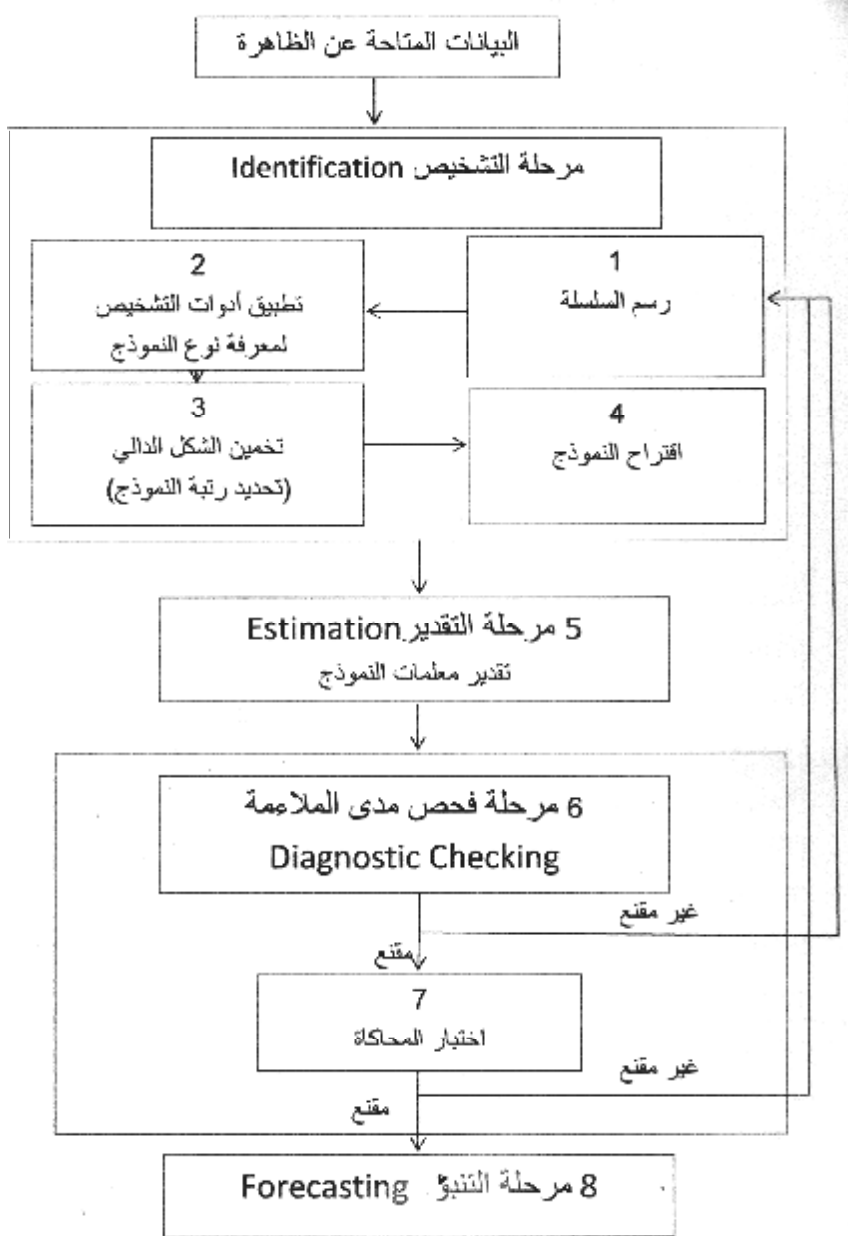 البيانات المتاحة عن الظاهرة
مرحلة التشخيص Identification
1
رسم السلسلة
2
تطبيق أدوات التشخيص
لمعرفة نوع النموذج
3
تخمين الشكل الدالي
(تحديد رتبة النموذج)
4
اقتراح النموذج
5 مرحلة التقدير Estimation
تقدير معلمات النموذج
6 مرحلة فحص مدى الملاءمة
Diagnostic Checking
غير مقنع
مقنع
7
اختبار المحاكاة
غير مقنع
مقنع
8 مرحلة التنبؤ Forecasting